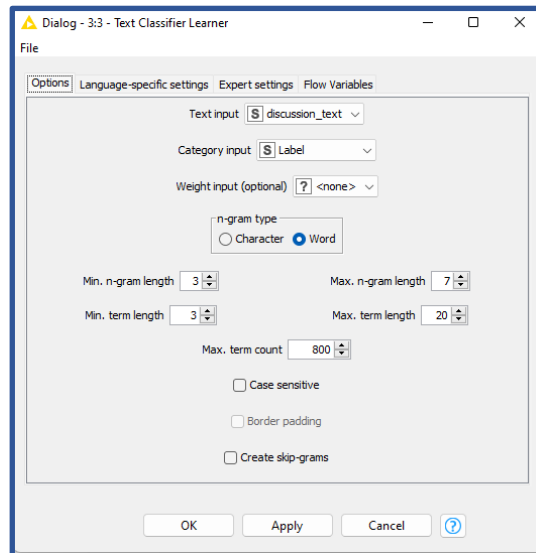 Dialog - 3:3 - Text Classifier Learner
File
Options Language-specific settings Expert settings Flow Variables
Text input S discussion_text
Category input S Label
Weight input (optional) ? <none>
n-gram type
Character Word
Min. n-gram length 3 Max. n-gram length 7
Min. term length 3 Max. term length 20
Max. term count 800
Case sensitive
Border padding
Create skip-grams
OK Apply Cancel ?